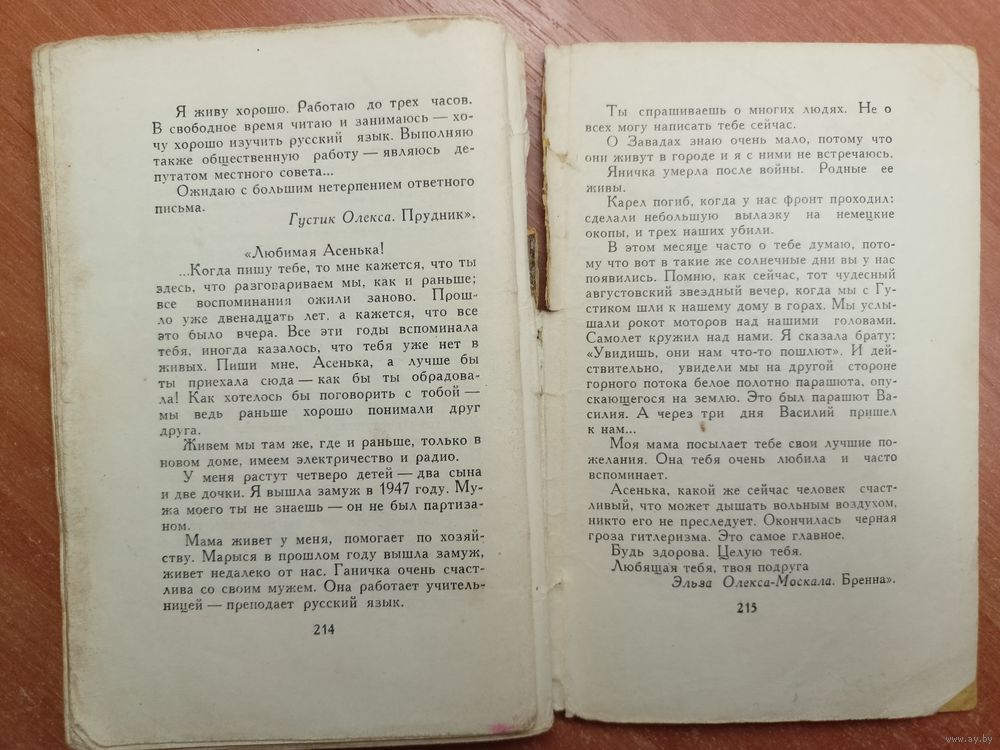 Я живу хорошо. Работаю до трех часов.
В свободное время читаю и занимаюсь — хо-
чу хорошо изучить русский язык. Выполняю
также общественную работу — являюсь де-
путатом местного совета...
Ожидаю с большим нетерпением ответного
письма.
Густик Олекса. Прудник».
«Любимая Асенька!
...Когда пишу тебе, то мне кажется, что ты
здесь, что разговариваем мы, как и раньше;
все воспоминания ожили заново. Прош-
ло уже двенадцать лет, а кажется, что все
это было вчера. Все эти годы вспоминала
тебя, иногда казалось, что тебя уже нет в
живых. Пиши мне, Асенька, а лучше бы
ты приехала сюда — как бы ты обрадова-
ла! Как хотелось бы поговорить с тобой —
мы ведь раньше хорошо понимали друг
друга.
Живем мы там же, где и раньше, только в
новом доме, имеем электричество и радио.
У меня растут четверо детей — два сына
и две дочки. Я вышла замуж в 1947 году. Му-
жа моего ты не знаешь — он не был партиза-
ном.
Мама живет у меня, помогает по хозяй-
ству. Марыся в прошлом году вышла замуж,
живет недалеко от нас. Ганичка очень счаст-
лива со своим мужем. Она работает учитель-
ницей — преподает русский язык.
214
Ты спрашиваешь о многих людях. Не о
всех могу написать тебе сейчас.
О Завадах знаю очень мало, потому что
они живут в городе и я с ними не встречаюсь.
Яничка умерла после войны. Родные ее
живы.
Карел погиб, когда у нас фронт проходил:
сделали небольшую вылазку на немецкие
окопы, и трех наших убили.
В этом месяце часто о тебе думаю, пото-
му что вот в такие же солнечные дни вы у нас
появились. Помню, как сейчас, тот чудесный
августовский звездный вечер, когда мы с Гу-
стиком шли к нашему дому в горах. Мы услы-
шали рокот моторов над нашими головами.
Самолет кружил над нами. Я сказала брату:
«Увидишь, они нам что-то пошлют». И дей-
ствительно, увидели мы на другой стороне
горного потока белое полотно парашюта, опу-
скающегося на землю. Это был парашют Ва-
силия. А через три дня Василий пришел
к нам...
Моя мама посылает тебе свои лучшие по-
желания. Она тебя очень любила и часто
вспоминает.
Асенька, какой же сейчас человек счаст-
ливый, что может дышать вольным воздухом,
никто его не преследует. Окончилась черная
гроза гитлеризма. Это самое главное.
Будь здорова. Целую тебя.
Любящая тебя, твоя подруга
Эльза Олекса-Москала. Бренна».
215
www.ay.by